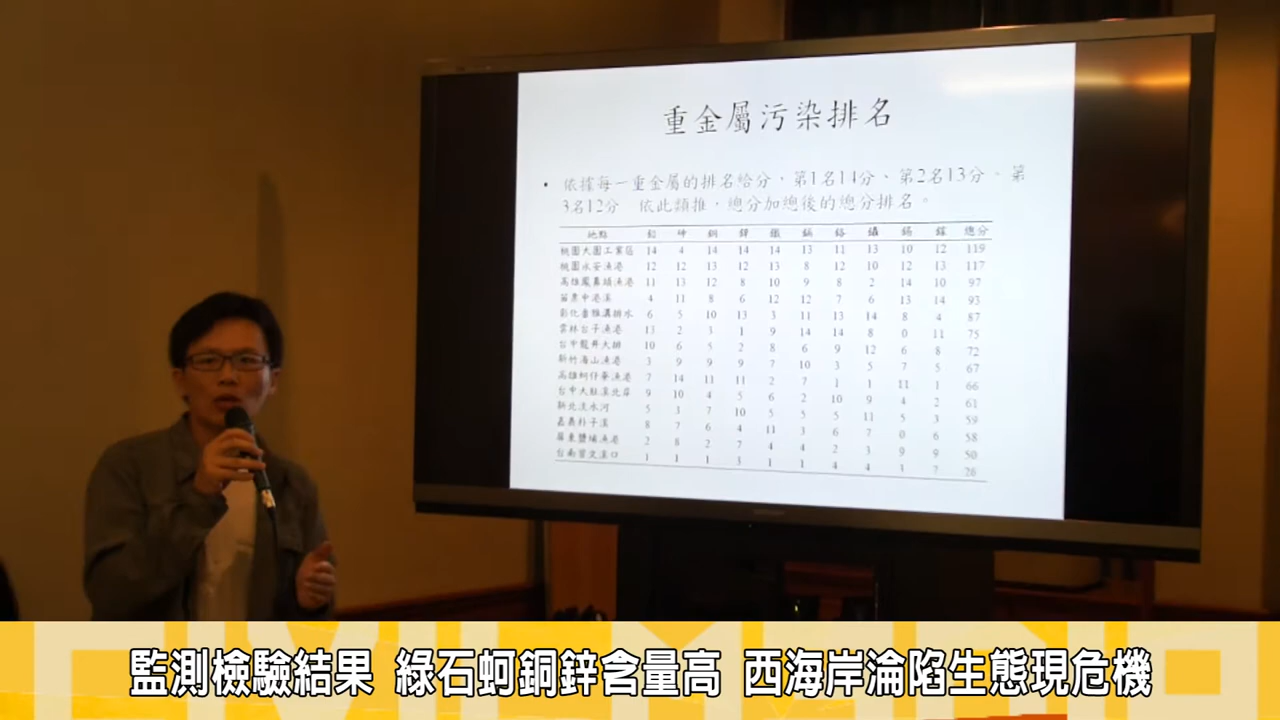 重金屬污染排名
• 依據每一重金屬的排名給分，第1名14分、第2名13分、第
3名12分 依此類推，總分加總後的總分排名。
地點 鉛 砷 銅 鋅 鐵 鎘 鉻 總分
桃園大園工業區 14 4 14 14 14 13 11 13 10 12 119
桃園永安漁港 12 12 13 12 13 8 12 10 12 13 117
高雄鳳鼻頭漁港 11 13 12 8 10 9 8 2 14 10 97
苗栗中港溪 4 11 8 6 12 12 7 6 13 14 93
彰化番雅溝排水 6 5 10 13 3 11 13 14 8 4 87
雲林台子漁港 13 2 3 1 9 14 14 8 0 11 75
台中龍井大排 10 6 5 2 8 6 9 12 6 8 72
新竹海山漁港 3 9 9 9 7 10 3 5 7 5 67
高雄蚵仔寮漁港 7 14 11 11 2 7 1 1 11 1 66
台中大肚溪北岸 9 10 4 5 6 2 10 9 4 2 61
新北淡水河 5 3 7 10 5 5 5 11 5 3 59
嘉義朴子溪 8 7 6 4 11 3 6 7 0 6 58
屏東鹽埔漁港 2 8 2 7 4 4 2 3 9 9 50
台南曾文溪口 1 1 1 3 1 1 4 4 3 7 26
監測檢驗結果 綠石蚵銅鋅含量高 西海岸淪陷生態現危機